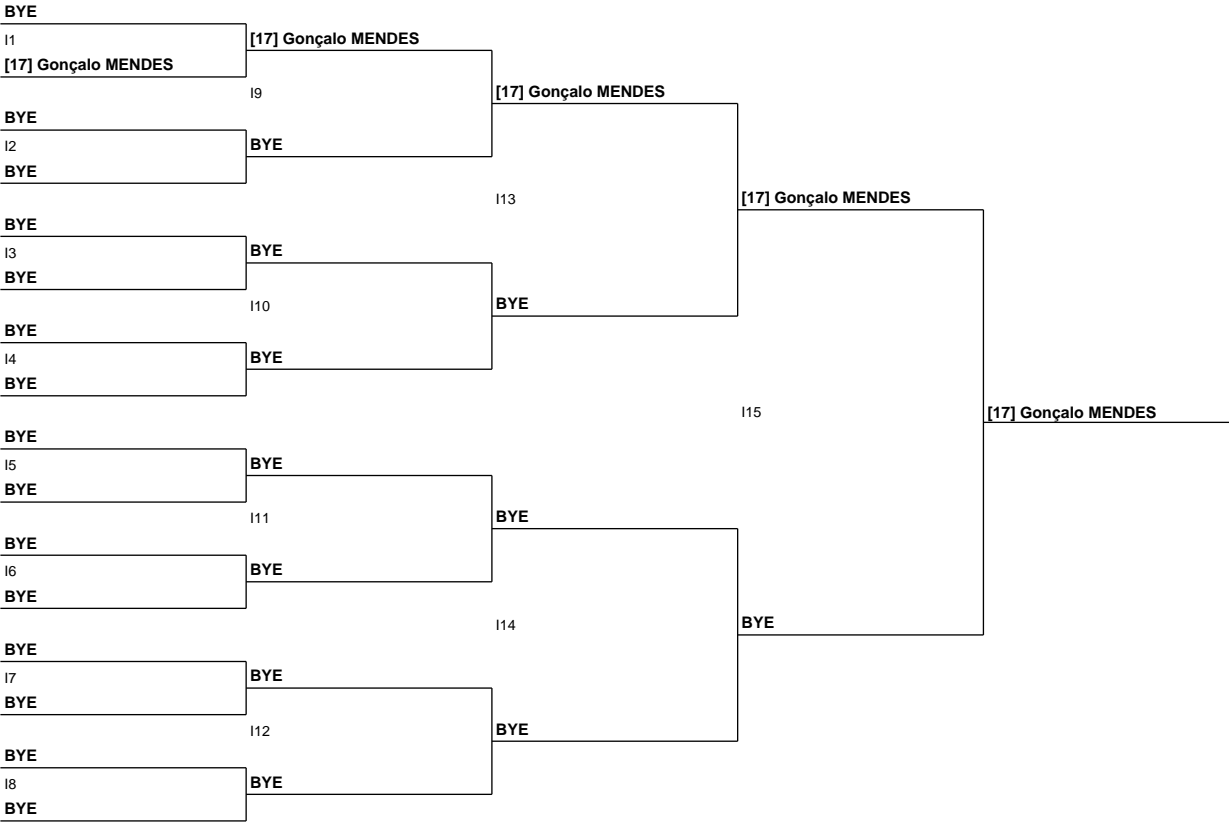 BYE
I1
[17] Gonçalo MENDES
BYE
I2
BYE
BYE
I3
BYE
BYE
I4
BYE
BYE
I5
BYE
BYE
I6
BYE
BYE
I7
BYE
BYE
I8
BYE
[17] Gonçalo MENDES
I9
BYE
BYE
I10
BYE
BYE
I11
BYE
BYE
I12
BYE
[17] Gonçalo MENDES
I13
BYE
BYE
I14
BYE
[17] Gonçalo MENDES
I15
BYE
[17] Gonçalo MENDES